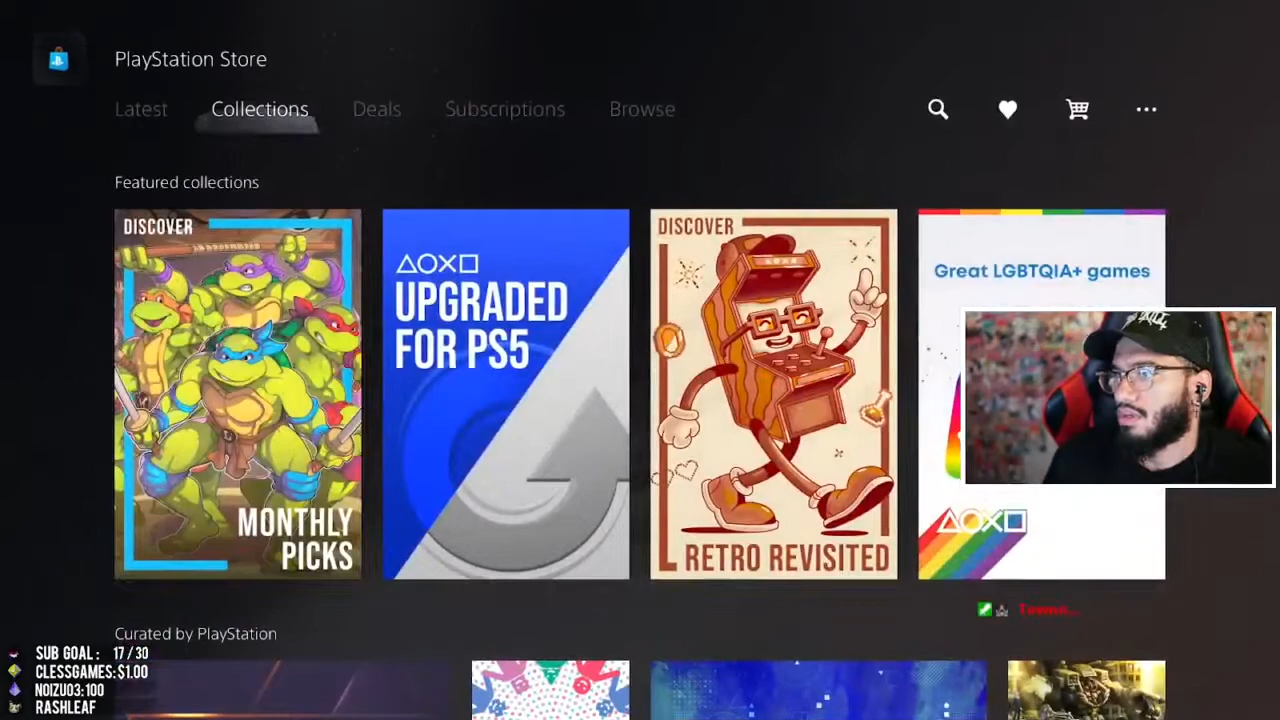 PlayStation Store
Latest
Collections
Deals
Subscriptions
Browse
Featured collections
DISCOVER
MONTHLY
PICKS
UPGRADED
FOR PS5
DISCOVER
RETRO REVISITED
Great LGBTQIA+ games
Curated by PlayStation
SUB GOAL : 17 / 30
CLESSGAMES:$1.00
NOIZUO3:100
RASHLEAF